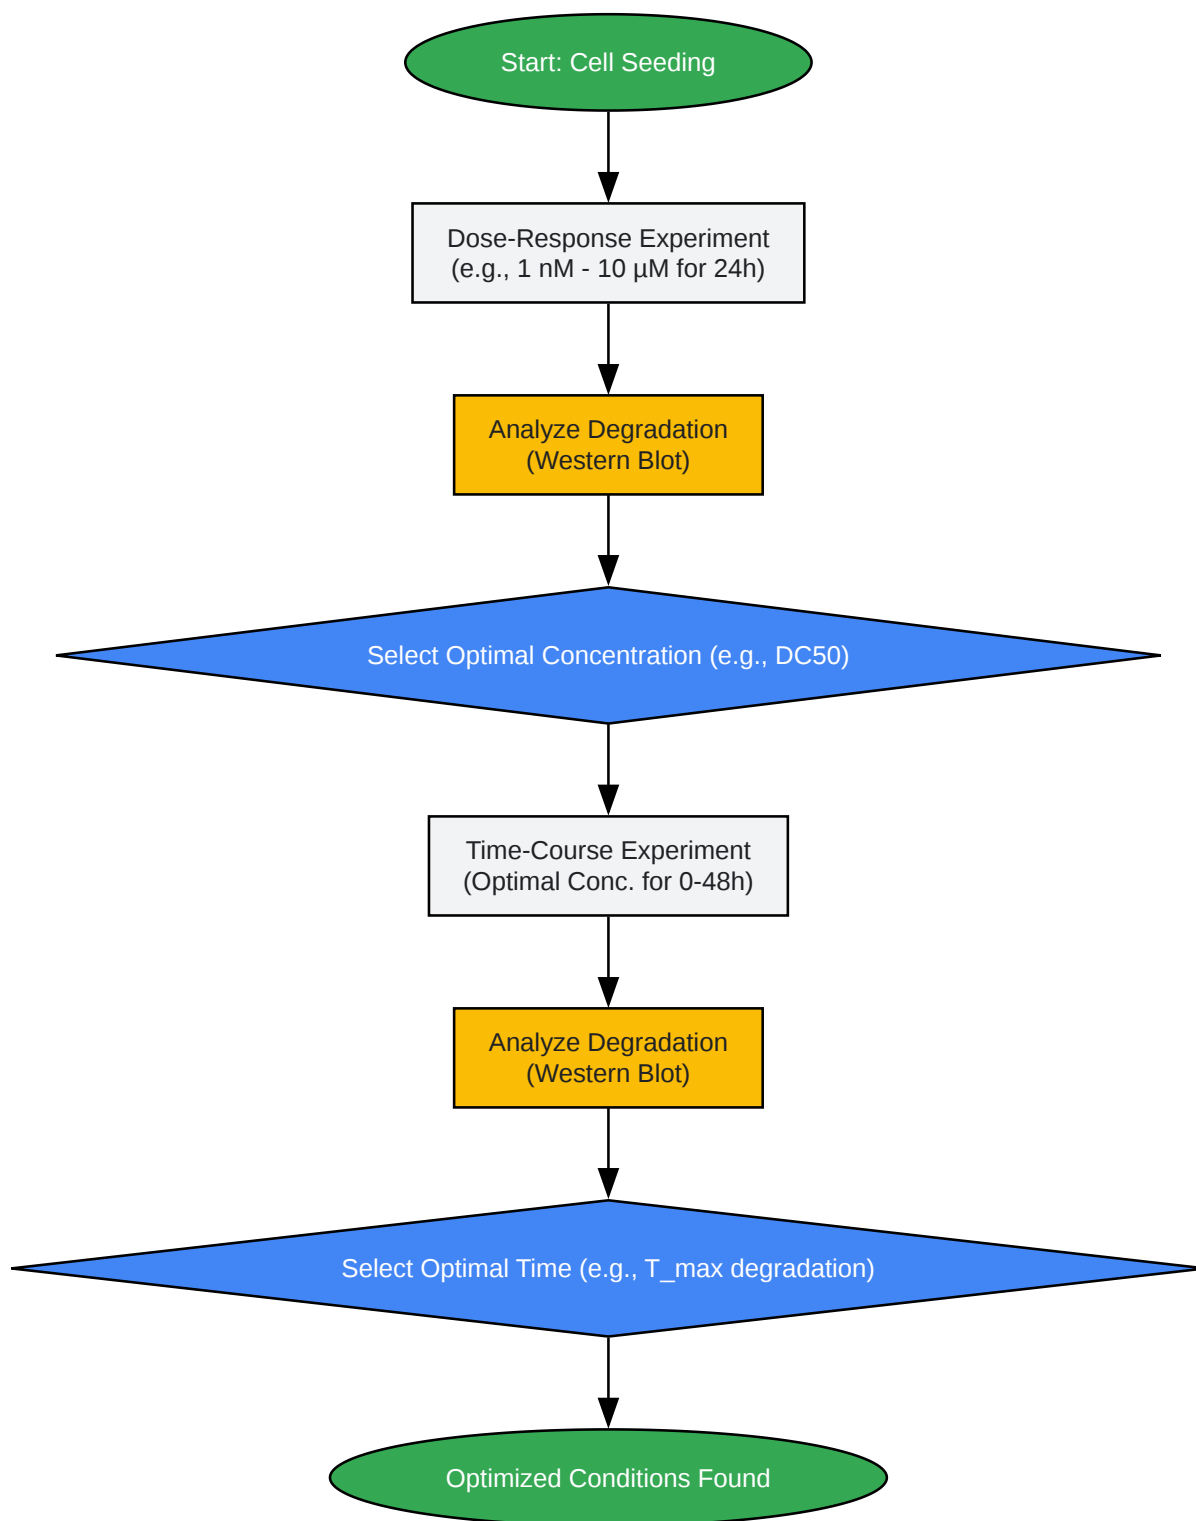 Start: Cell Seeding
Dose-Response Experiment
(e.g., 1 nM - 10 µM for 24h)
Analyze Degradation
(Western Blot)
Select Optimal Concentration (e.g., DC50)
Time-Course Experiment
(Optimal Conc. for 0-48h)
Analyze Degradation
(Western Blot)
Select Optimal Time (e.g., T_max degradation)
Optimized Conditions Found